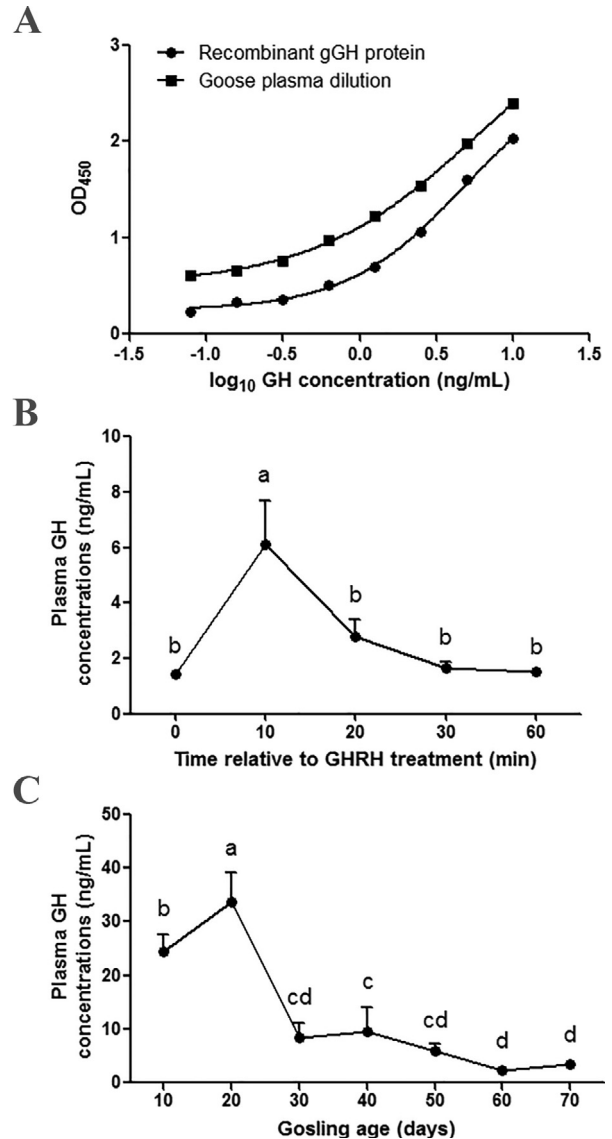 A
3
Recombinant gGH protein
Goose plasma dilution
2
OD450
1
0
-1.5 -1.0 -0.5 0.0 0.5 1.0 1.5
log10 GH concentration (ng/mL)
B
10
8
6
4
2
0
Plasma GH
concentrations (ng/mL)
b a b b b
0 10 20 30 60
Time relative to GHRH treatment (min)
C
50
40
30
20
10
0
Plasma GH
concentrations (ng/mL)
b a cd c cd d d
10 20 30 40 50 60 70
Gosling age (days)